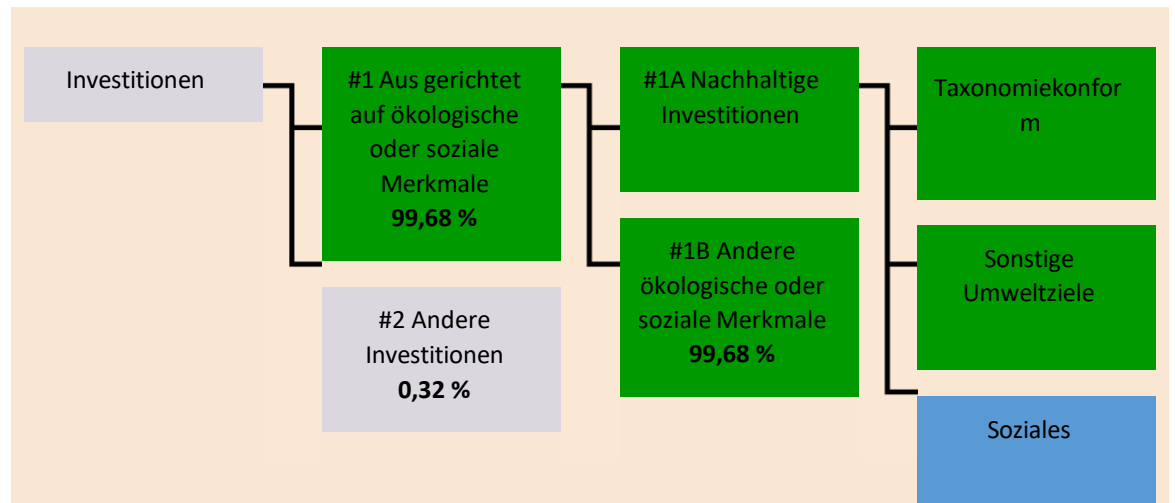 Investitionen
#1 Aus gerichtet
auf ökologische
oder soziale
Merkmale
99,68 %
#2 Andere
Investitionen
0,32 %
#1A Nachhaltige
Investitionen
#1B Andere
ökologische oder
soziale Merkmale
99,68 %
Taxonomiekonfor
m
Sonstige
Umweltziele
Soziales